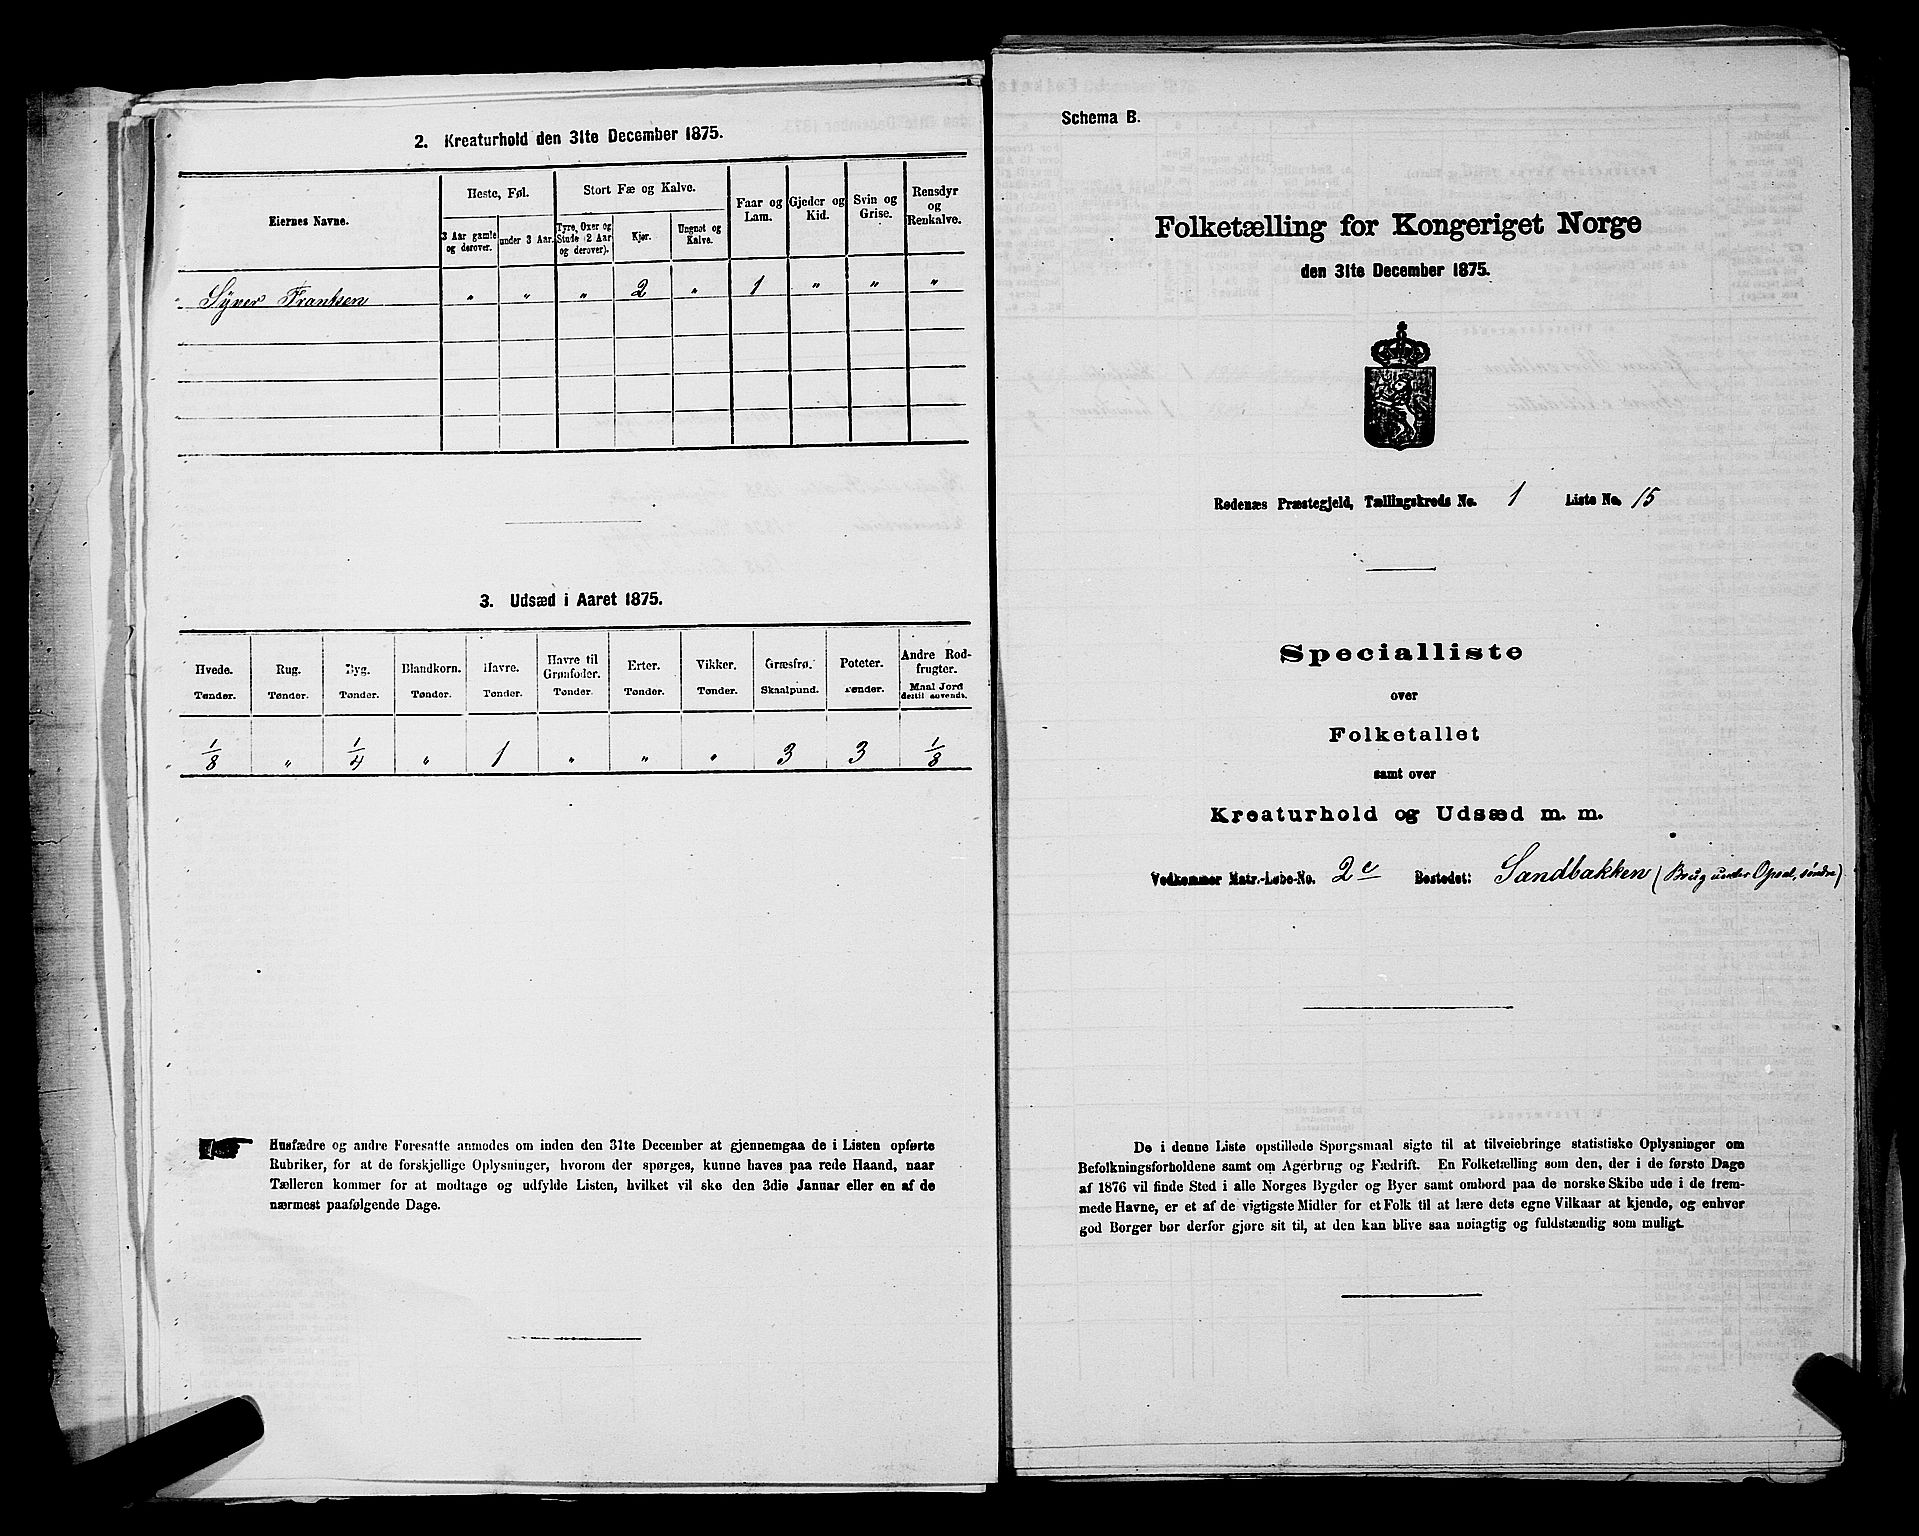 2. Kreaturhold den 31te December 1875.
Eiernes Navne.
Heste, Føl.
3 Aar gamle og derover.
under 3 Aar.
Stort Fæ og Kalve.
Tyre, Oxer og Stude (2 Aar og derover).
Kjør.
Ungnøt og Kalve.
Faar og Lam.
Gjeder og Kid.
Svin og Grise.
Rensdyr og Renkalve.
Syver Frantsen " " " 2 " 1 " " "
3. Udsæd i Aaret 1875.
Hvede. Rug. Byg. Blandkorn. Havre. Havre til Grønfoder. Erter. Vikker. Græsfrø. Poteter. Andre Rodfrugter.
Tønder. Tønder. Tønder. Tønder. Tønder. Tønder. Tønder. Tønder. Skaalpund. Tønder. Maal Jord dertil anvendt.
1/8 " 1/4 " 1 " " " 3 3 1/8
Husfædre og andre Foresatte anmodes om inden den 31te December at gjennemgaa de i Listen opførte
Rubriker, for at de forskjellige Oplysninger, hvorom der spørges, kunne haves paa rede Haand, naar
Tælleren kommer for at modtage og udfylde Listen, hvilket vil ske den 3die Januar eller en af de
nærmest paafølgende Dage.
Schema B.
Folketælling for Kongeriget Norge
den 31te December 1875.
Rødenæs Præstegjeld, Tællingskreds No. 1 Liste No. 15
Specialliste
over
Folketallet
samt over
Kreaturhold og Udsæd m. m.
Vedkommer Matr.-Løbe-No. 2c Bostedet: Sandbakken (Brug under Opsal, søndre)
De i denne Liste opstillede Spørgsmaal sigte til at tilveiebringe statistiske Oplysninger om
Befolkningsforholdene samt om Agerbrug og Fædrift. En Folketælling som den, der i de første Dage
af 1876 vil finde Sted i alle Norges Bygder og Byer samt ombord paa de norske Skibe ude i de frem-
mede Havne, er et af de vigtigste Midler for et Folk til at lære dets egne Vilkaar at kjende, og enhver
god Borger bør derfor gjøre sit til, at den kan blive saa nøiagtig og fuldstændig som muligt.